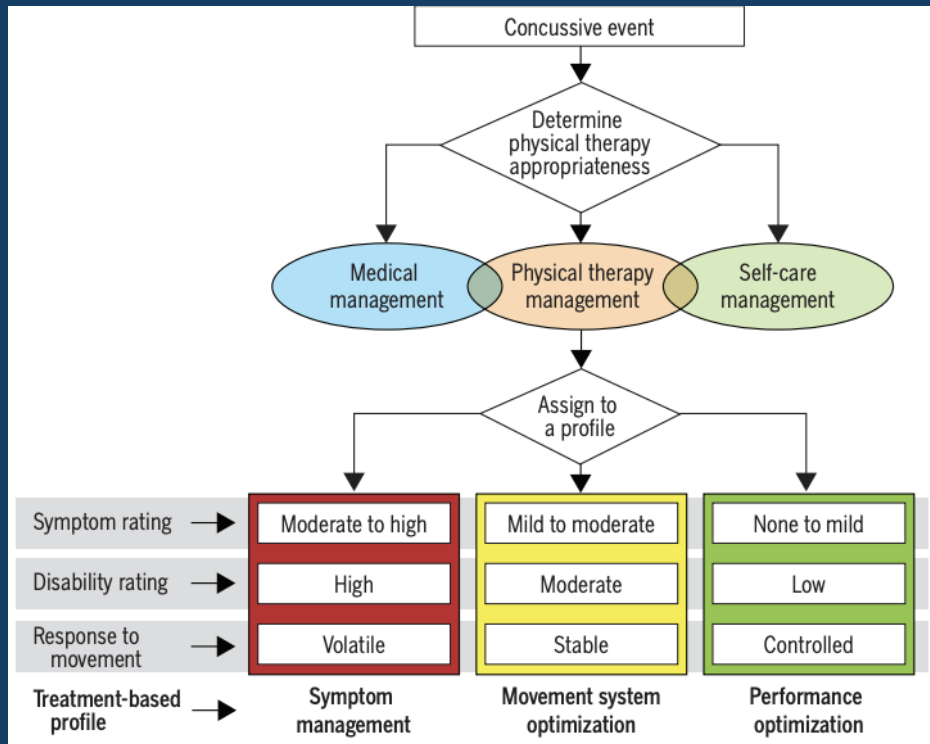 Concussive event
Determine
physical therapy
appropriateness
Medical
management
Physical therapy
management
Self-care
management
Assign to
a profile
Symptom rating
Moderate to high
Mild to moderate
None to mild
Disability rating
High
Moderate
Low
Response to
movement
Volatile
Stable
Controlled
Treatment-based
profile
Symptom
management
Movement system
optimization
Performance
optimization